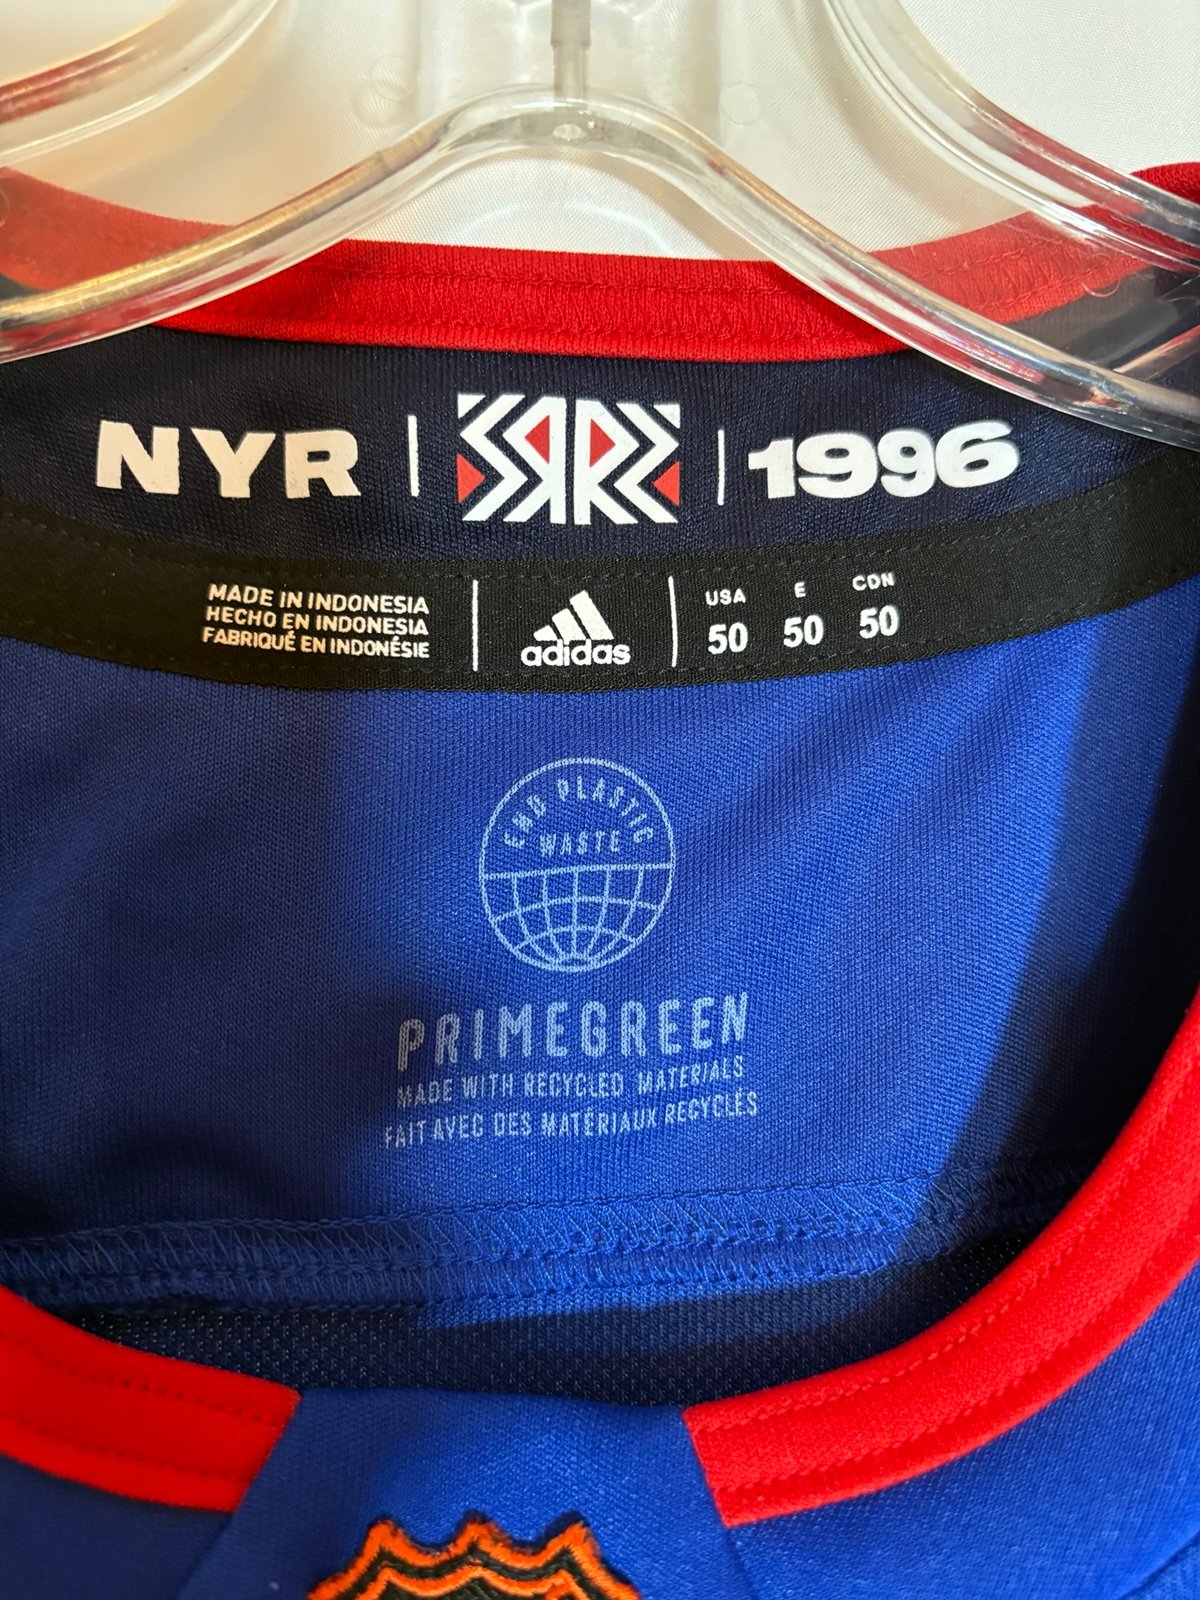 NYR | RR | 1996
MADE IN INDONESIA
HECHO EN INDONESIA
FABRIQUÉ EN INDONÉSIE
adidas
USA E CDN
50 50 50
END PLASTIC
WASTE
PRIMEGREEN
MADE WITH RECYCLED MATERIALS
FAIT AVEC DES MATÉRIAUX RECYCLÉS